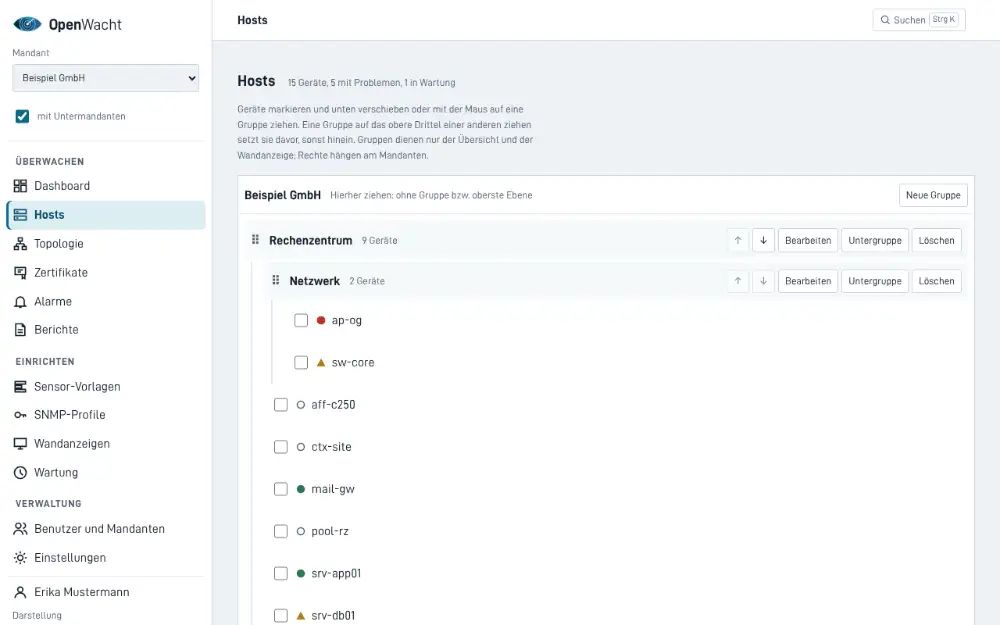 OpenWacht
Mandant
Beispiel GmbH
mit Untermandanten
ÜBERWACHEN
Dashboard
Hosts
Topologie
Zertifikate
Alarme
Berichte
EINRICHTEN
Sensor-Vorlagen
SNMP-Profile
Wandanzeigen
Wartung
VERWALTUNG
Benutzer und Mandanten
Einstellungen
Erika Mustermann
Darstellung
Hosts
Suchen Strg K
Hosts 15 Geräte, 5 mit Problemen, 1 in Wartung
Geräte markieren und unten verschieben oder mit der Maus auf eine
Gruppe ziehen. Eine Gruppe auf das obere Drittel einer anderen ziehen
setzt sie davor, sonst hinein. Gruppen dienen nur der Übersicht und der
Wandanzeige; Rechte hängen am Mandanten.
Beispiel GmbH Hierher ziehen: ohne Gruppe bzw. oberste Ebene Neue Gruppe
Rechenzentrum 9 Geräte ↑ ↓ Bearbeiten Untergruppe Löschen
Netzwerk 2 Geräte ↑ ↓ Bearbeiten Untergruppe Löschen
ap-og
sw-core
aff-c250
ctx-site
mail-gw
pool-rz
srv-app01
srv-db01